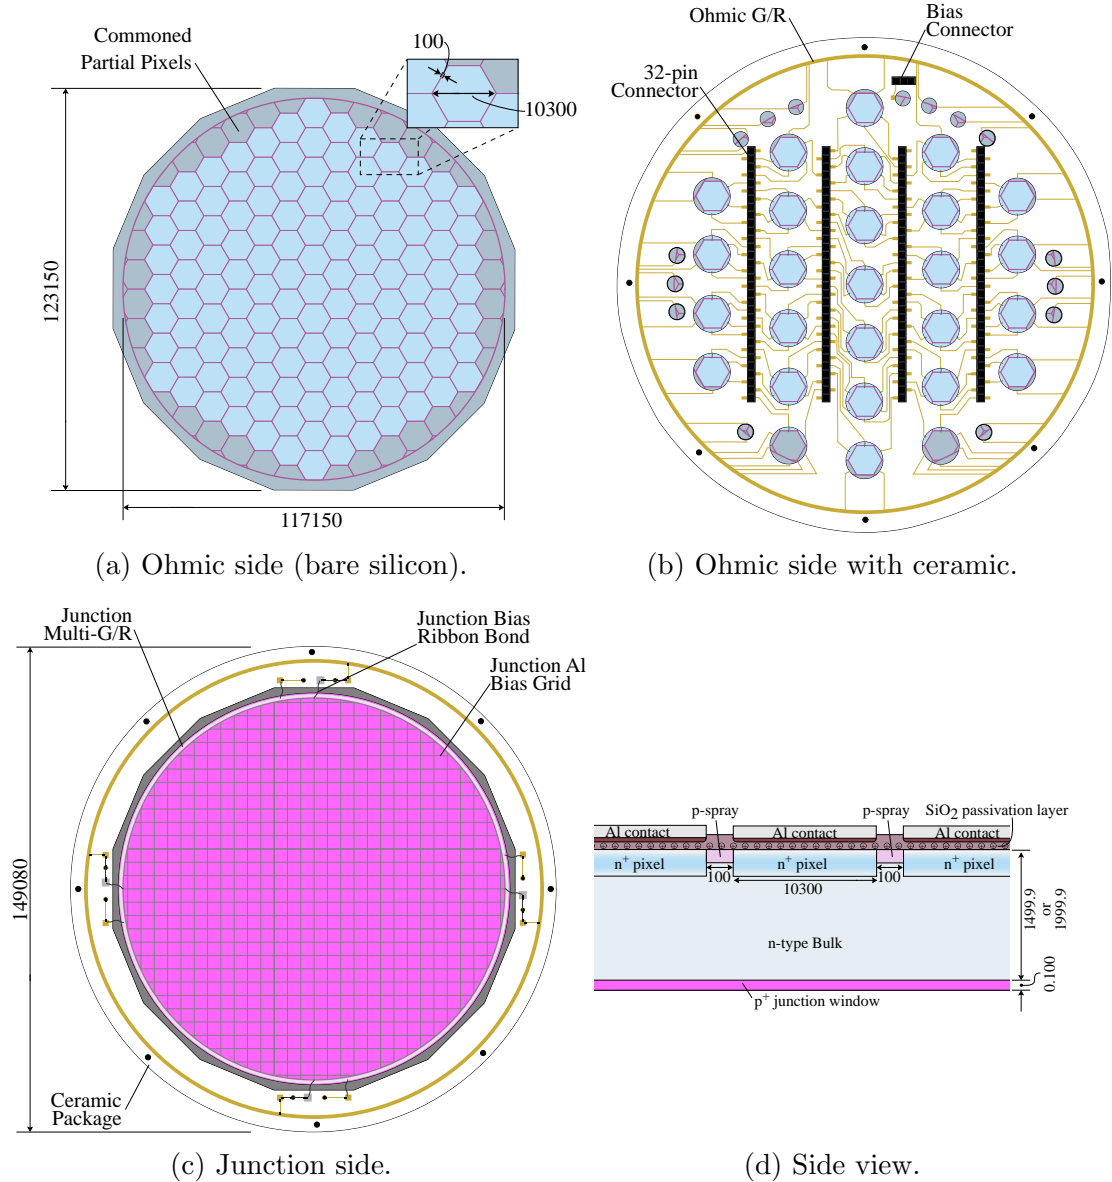 Commoned
Partial Pixels
100
10300
123150
117150
(a) Ohmic side (bare silicon).
Ohmic G/R
Bias
Connector
32-pin
Connector
(b) Ohmic side with ceramic.
Junction
Multi-G/R
Junction Bias
Ribbon Bond
Junction Al
Bias Grid
149080
Ceramic
Package
(c) Junction side.
p-spray
p-spray
SiO2 passivation layer
Al contact
Al contact
Al contact
n+ pixel
n+ pixel
n+ pixel
100
10300
100
n-type Bulk
1499.9
or
1999.9
0.100
p+ junction window
(d) Side view.